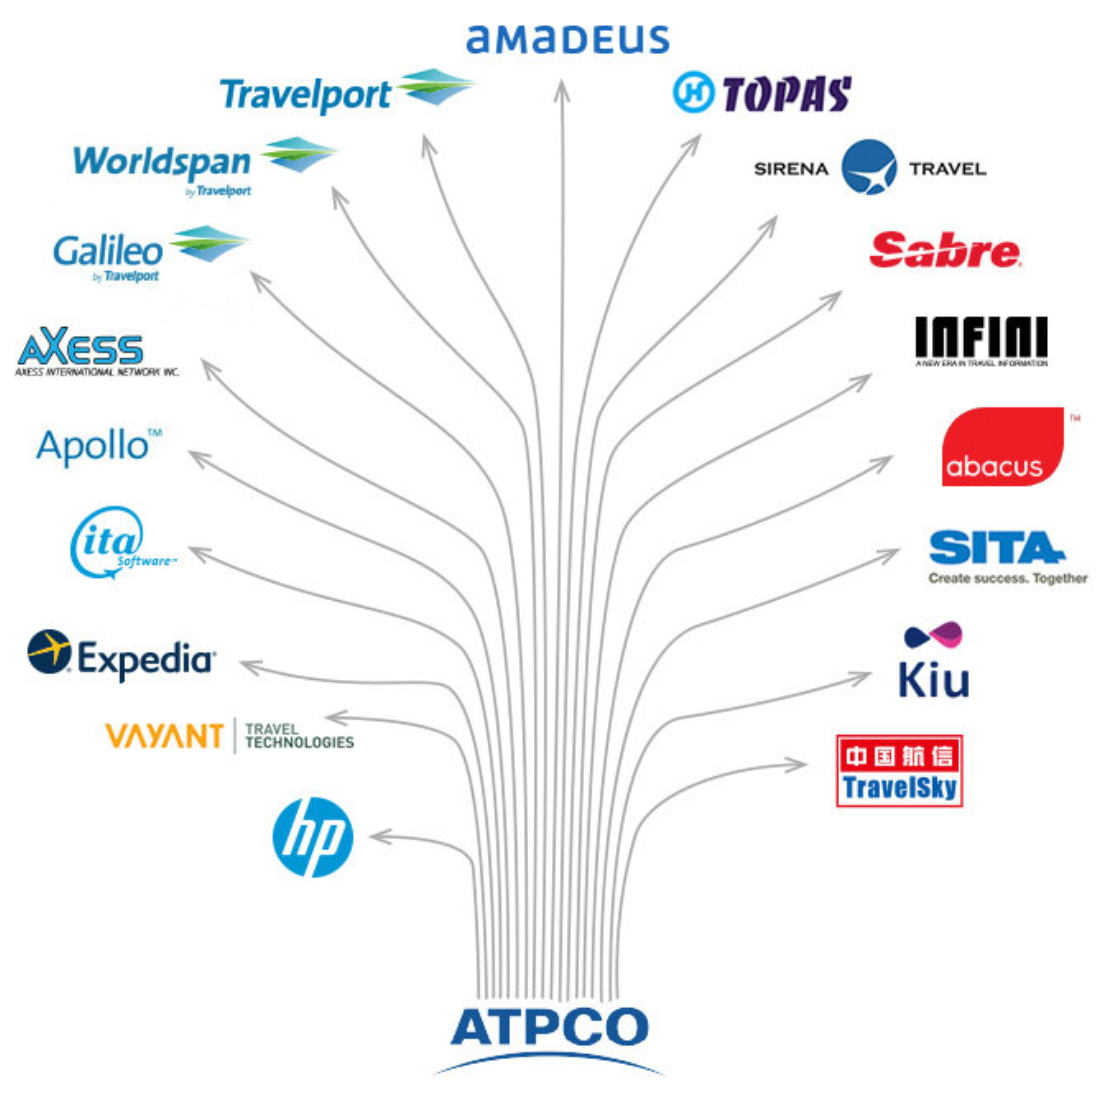 aMaDEUS
Travelport
TOPAS
Worldspan
by Travelport
SIRENA TRAVEL
Galileo
by Travelport
Sabre
AXESS
AXESS INTERNATIONAL NETWORK INC.
INFINI
A NEW ERA IN TRAVEL INFORMATION
Apollo™
abacus ™
ita
Software™
SITA
Create success. Together
Expedia®
Kiu
VAYANT TRAVEL
TECHNOLOGIES
中国航信
TravelSky
hp
ATPCO